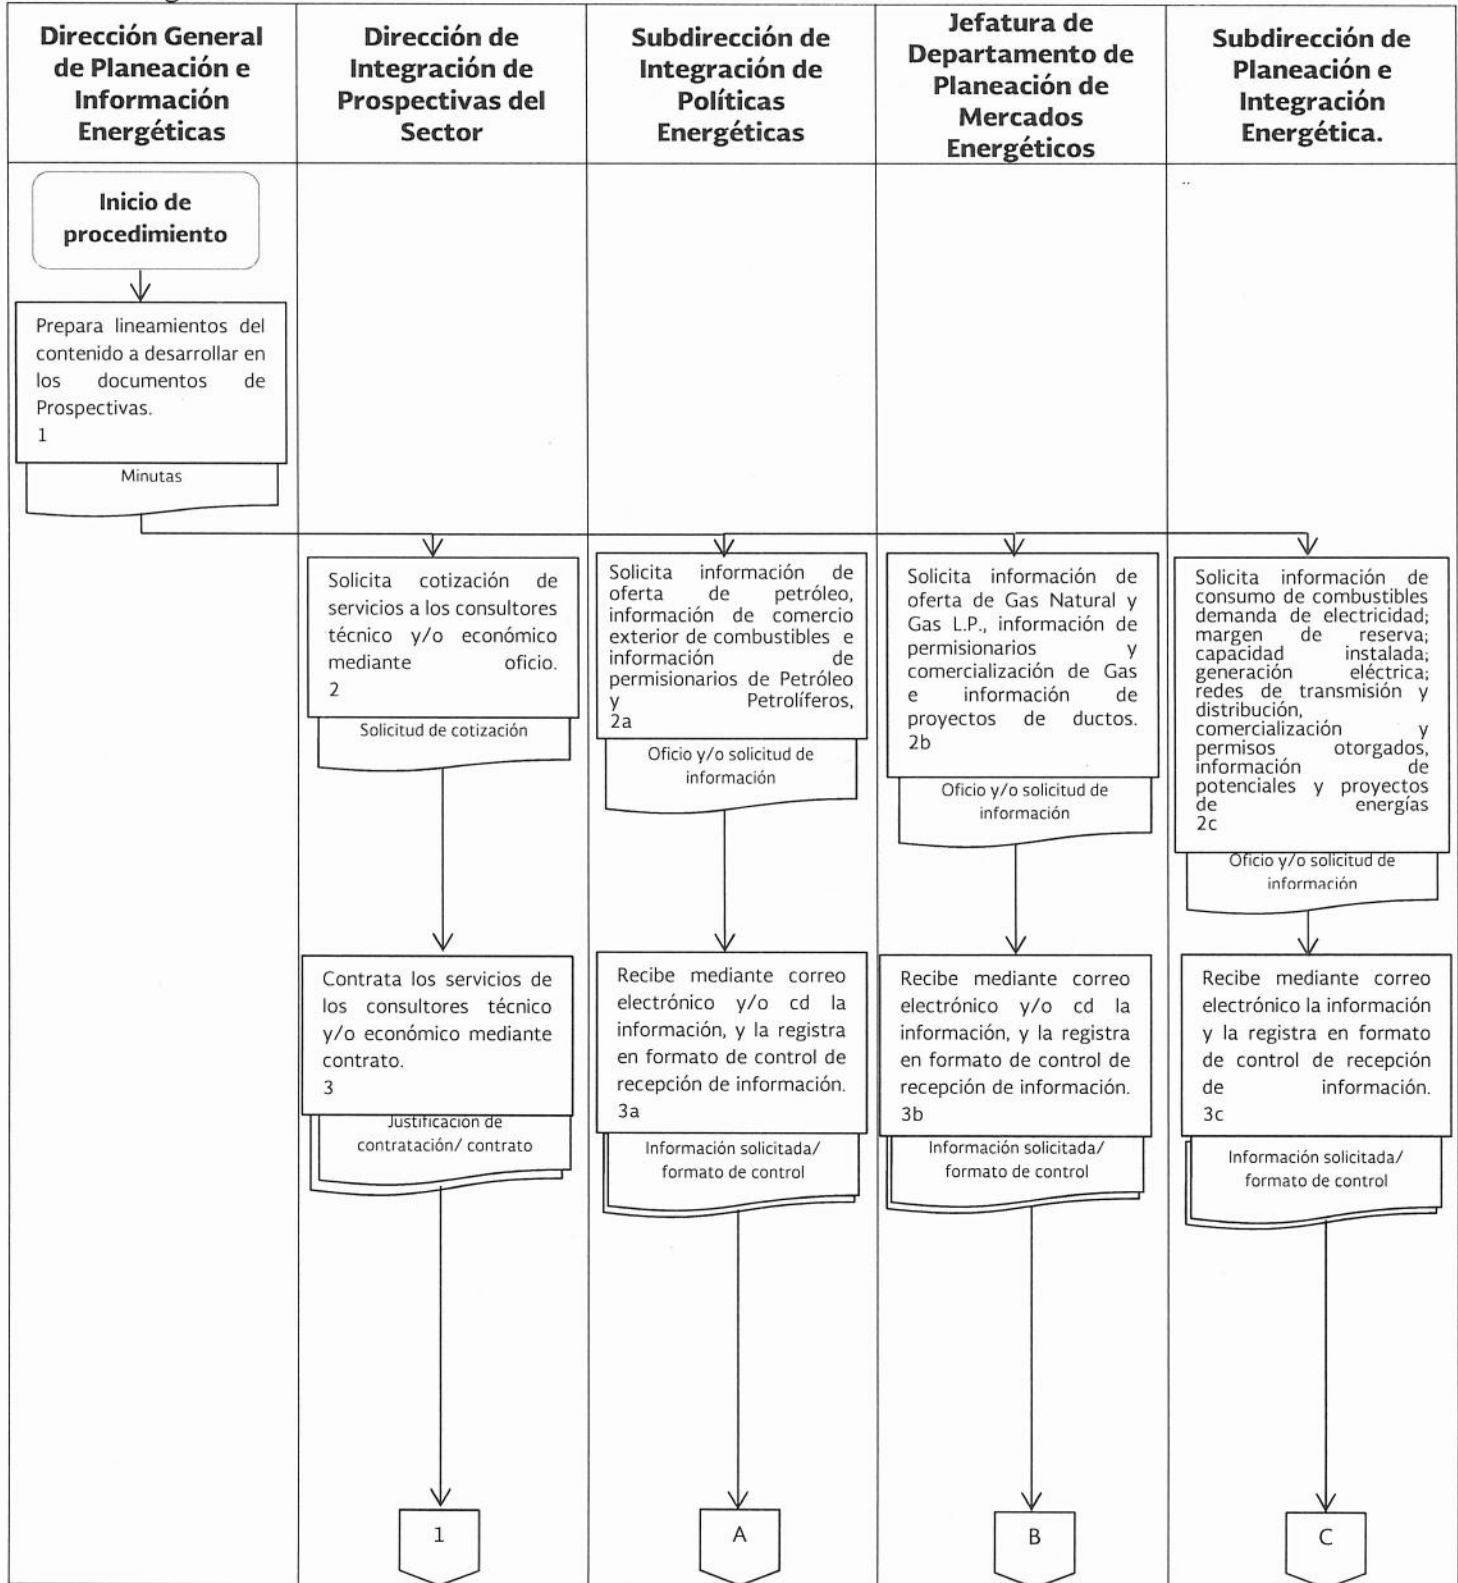 Dirección General
de Planeación e
Información
Energéticas
Dirección de
Integración de
Prospectivas del
Sector
Subdirección de
Integración de
Políticas
Energéticas
Jefatura de
Departamento de
Planeación de
Mercados
Energéticos
Subdirección de
Planeación e
Integración
Energética.
Inicio de
procedimiento
Prepara lineamientos del
contenido a desarrollar en
los documentos de
Prospectivas.
1
Minutas
Solicita cotización de
servicios a los consultores
técnico y/o económico
mediante oficio.
2
Solicitud de cotización
Solicita información de
oferta de petróleo,
información de comercio
exterior de combustibles e
información de
permisionarios de Petróleo
y Petrolíferos,
2a
Oficio y/o solicitud de
información
Solicita información de
oferta de Gas Natural y
Gas L.P., información de
permisionarios y
comercialización de Gas
e información de
proyectos de ductos.
2b
Oficio y/o solicitud de
información
Solicita información de
consumo de combustibles
demanda de electricidad;
margen de reserva;
capacidad instalada;
generación eléctrica;
redes de transmisión y
distribución,
comercialización y
permisos otorgados,
información de
potenciales y proyectos
de energías
2c
Oficio y/o solicitud de
información
Contrata los servicios de
los consultores técnico
y/o económico mediante
contrato.
3
Justificación de
contratación/ contrato
Recibe mediante correo
electrónico y/o cd la
información, y la registra
en formato de control de
recepción de información.
3a
Información solicitada/
formato de control
Recibe mediante correo
electrónico y/o cd la
información, y la registra
en formato de control de
recepción de información.
3b
Información solicitada/
formato de control
Recibe mediante correo
electrónico la información
y la registra en formato
de control de recepción
de información.
3c
Información solicitada/
formato de control
1
A
B
C